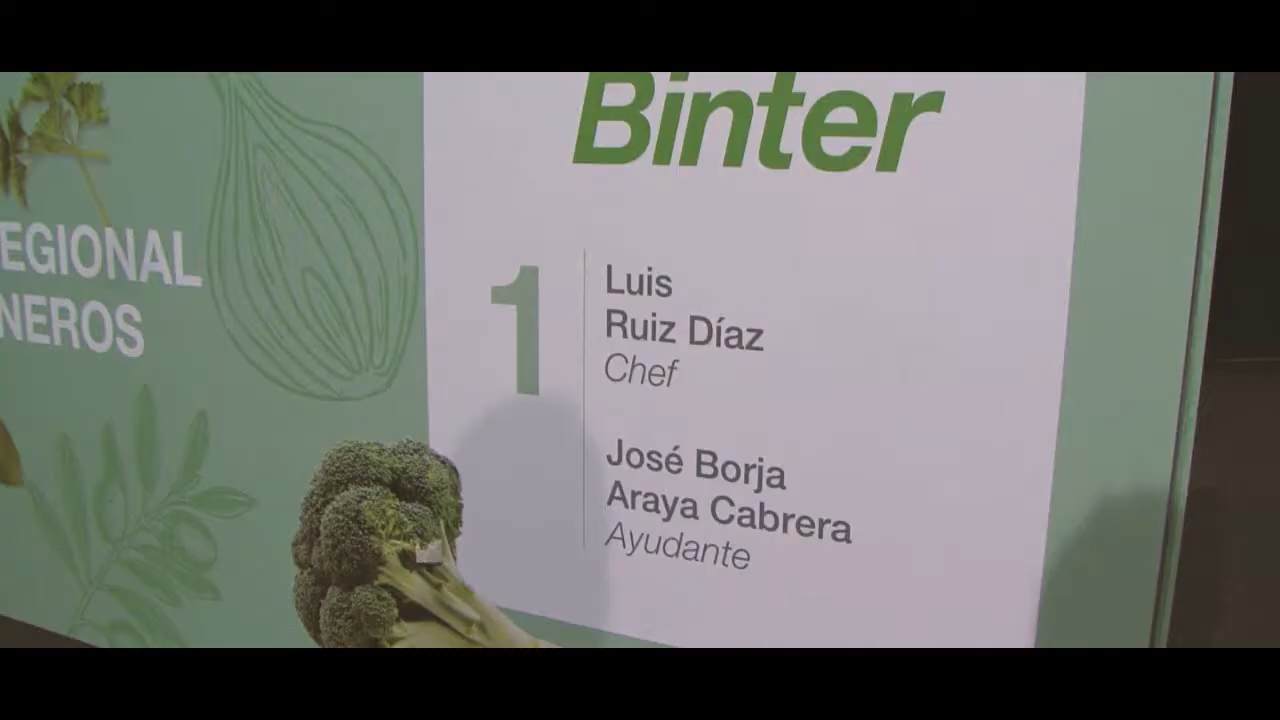 EGIONAL
NEROS
Binter
1
Luis
Ruiz Díaz
Chef
José Borja
Araya Cabrera
Ayudante